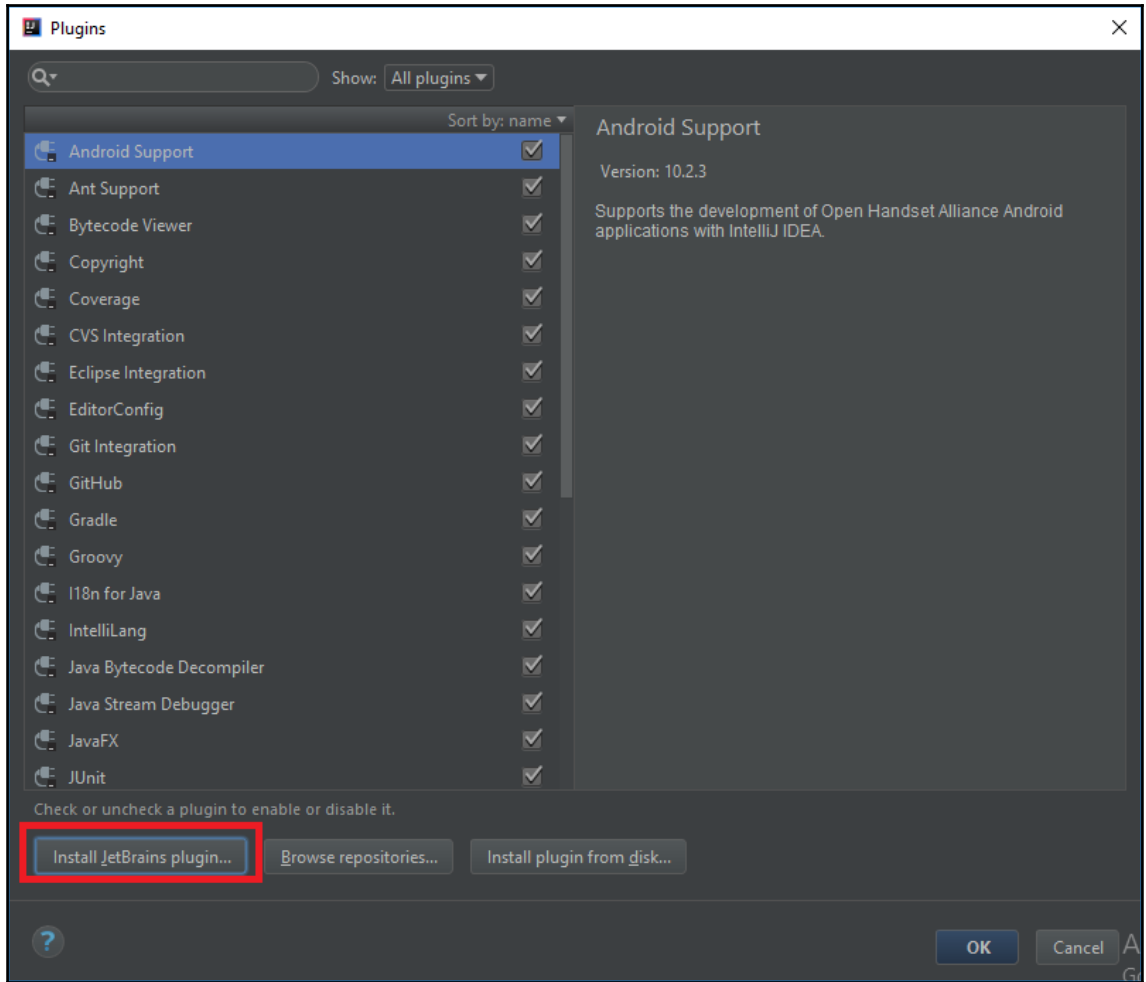 Plugins
Show: All plugins
Sort by: name
Android Support
Ant Support
Bytecode Viewer
Copyright
Coverage
CVS Integration
Eclipse Integration
EditorConfig
Git Integration
GitHub
Gradle
Groovy
I18n for Java
IntelliLang
Java Bytecode Decompiler
Java Stream Debugger
JavaFX
JUnit
Android Support
Version: 10.2.3
Supports the development of Open Handset Alliance Android
applications with IntelliJ IDEA.
Check or uncheck a plugin to enable or disable it.
Install JetBrains plugin... Browse repositories... Install plugin from disk...
? OK Cancel